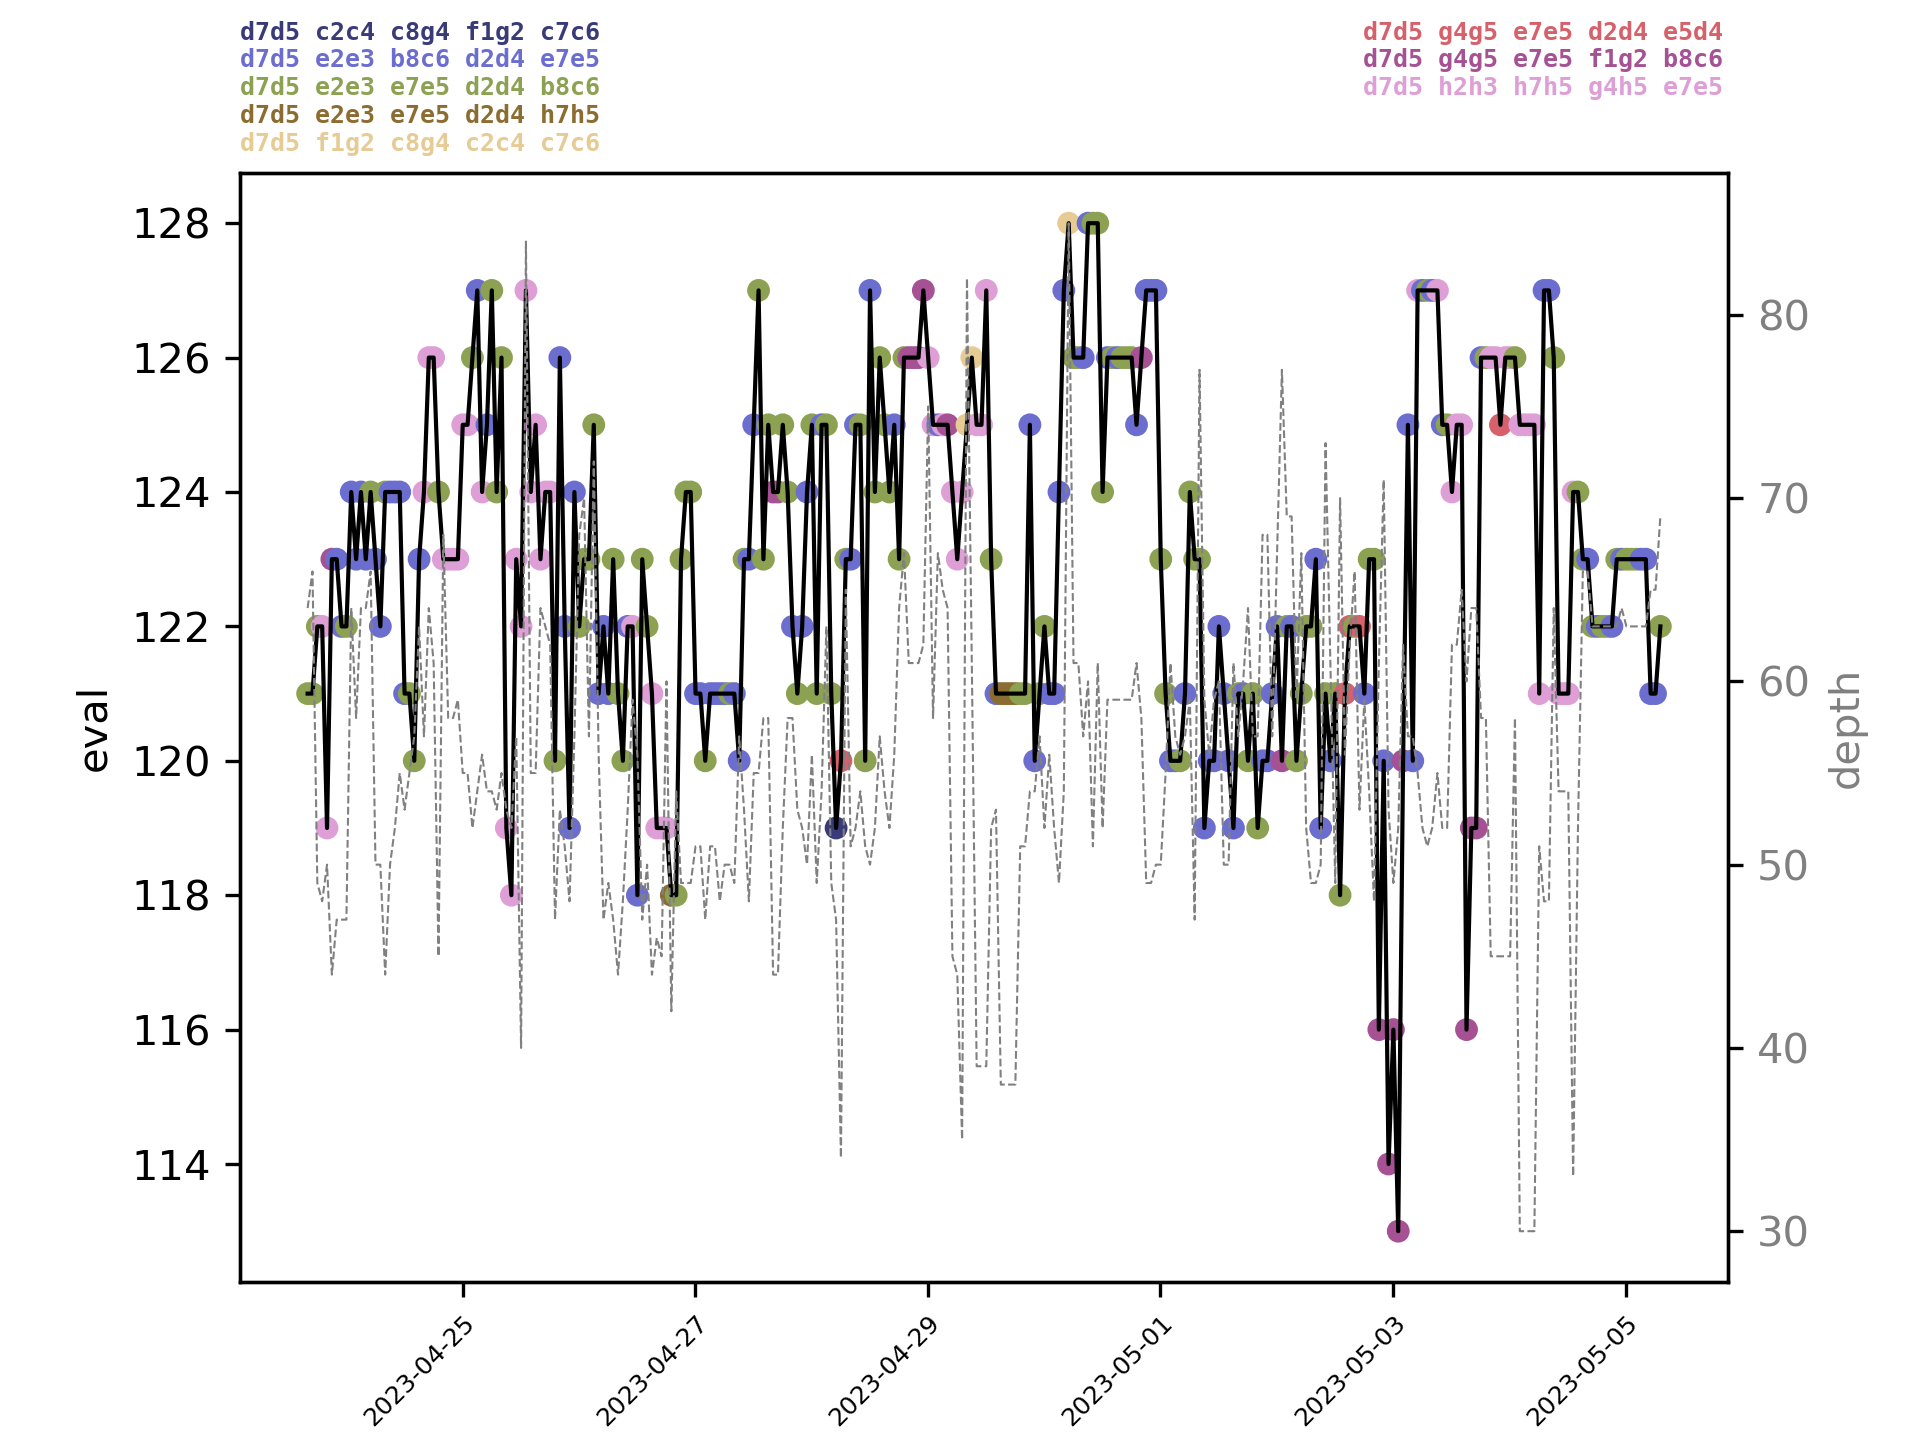 d7d5 c2c4 c8g4 f1g2 c7c6
d7d5 e2e3 b8c6 d2d4 e7e5
d7d5 e2e3 e7e5 d2d4 b8c6
d7d5 e2e3 e7e5 d2d4 h7h5
d7d5 f1g2 c8g4 c2c4 c7c6
d7d5 g4g5 e7e5 d2d4 e5d4
d7d5 g4g5 e7e5 f1g2 b8c6
d7d5 h2h3 h7h5 g4h5 e7e5
eval
128
126
124
122
120
118
116
114
80
70
60
50
40
30
depth
2023-04-25
2023-04-27
2023-04-29
2023-05-01
2023-05-03
2023-05-05